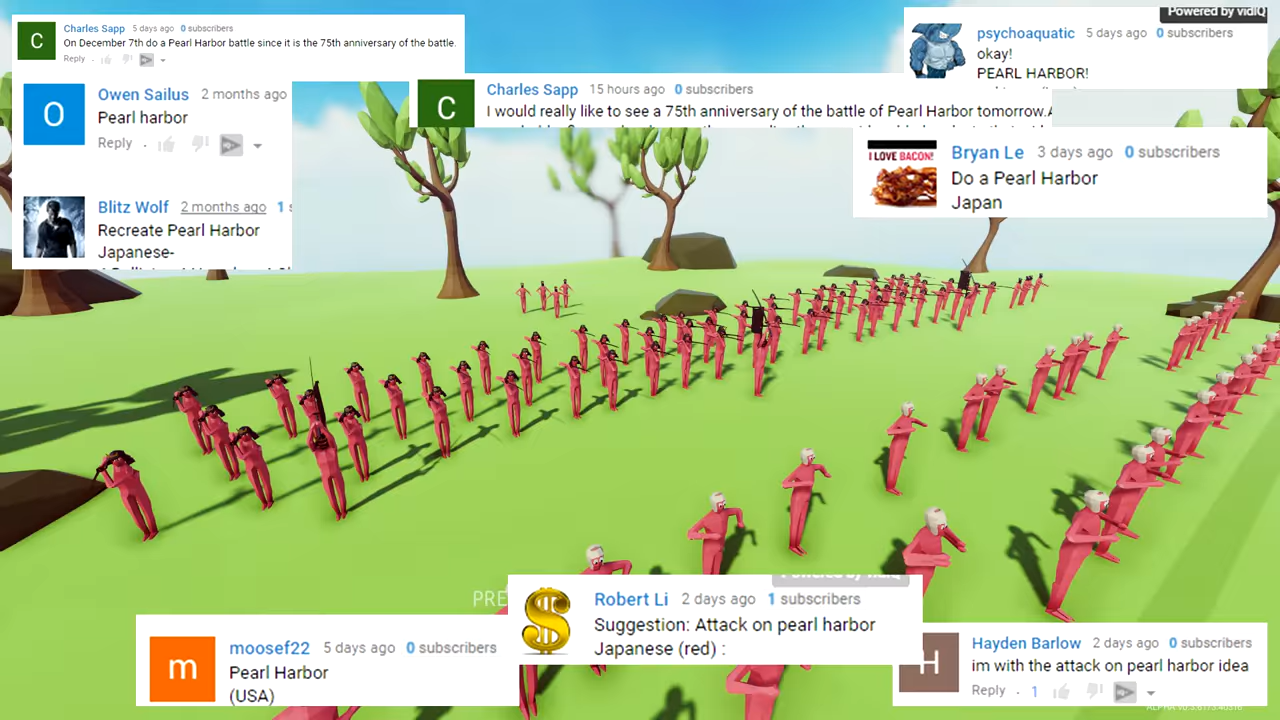 Charles Sapp 5 days ago 0 subscribers
On December 7th do a Pearl Harbor battle since it is the 75th anniversary of the battle.
Reply
C
Powered by vidIQ
psychoaquatic 5 days ago 0 subscribers
okay!
PEARL HARBOR!
O
Owen Sailus 2 months ago
Pearl harbor
Reply
C
Charles Sapp 15 hours ago 0 subscribers
I would really like to see a 75th anniversary of the battle of Pearl Harbor tomorrow.
I LOVE BACON!
Bryan Le 3 days ago 0 subscribers
Do a Pearl Harbor
Japan
Blitz Wolf 2 months ago 1
Recreate Pearl Harbor
Japanese-
PRE
Powered by vidIQ
$
Robert Li 2 days ago 1 subscribers
Suggestion: Attack on pearl harbor
Japanese (red) :
m
moosef22 5 days ago 0 subscribers
Pearl Harbor
(USA)
H
Hayden Barlow 2 days ago 0 subscribers
im with the attack on pearl harbor idea
Reply 1